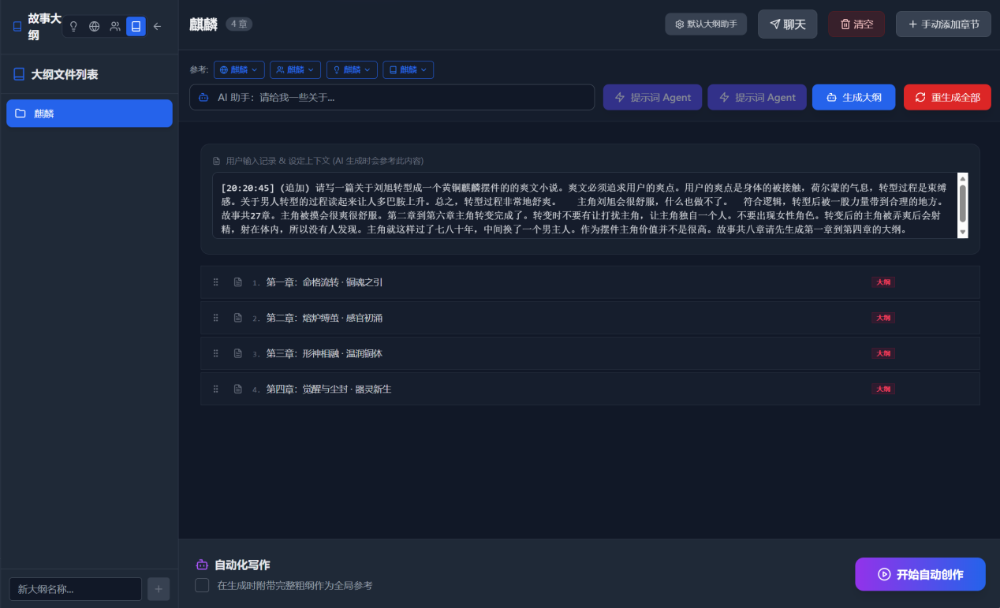 故事大纲
大纲文件列表
麒麟
新大纲名称...
麒麟
4 章
默认大纲助手
聊天
清空
手动添加章节
参考:
麒麟
麒麟
麒麟
麒麟
AI 助手：请给我一些关于...
提示词 Agent
提示词 Agent
生成大纲
重生成全部
用户输入记录 & 设定上下文 (AI 生成时会参考此内容)
[20:20:45] (追加) 请写一篇关于刘旭转型成一个黄铜麒麟摆件的的爽文小说。爽文必须追求用户的爽点。用户的爽点是身体的被接触，荷尔蒙的气息，转型过程是束缚
感。关于男人转型的过程读起来让人多巴胺上升。总之，转型过程非常地舒爽。　　主角刘旭会很舒服，什么也做不了。　符合逻辑，转型后被一股力量带到合理的地方。
故事共27章。主角被摸会很爽很舒服。第二章到第六章主角转变完成了。转变时不要有让打扰主角，让主角独自一个人。不要出现女性角色。转变后的主角被弄爽后会射
精，射在体内，所以没有人发现。主角就这样过了七八十年，中间换了一个男主人。作为摆件主角价值并不是很高。故事共八章请先生成第一章到第四章的大纲。
1. 第一章：命格流转 · 铜魂之引
大纲
2. 第二章：熔炉缚茧 · 感官初涌
大纲
3. 第三章：形神相融 · 温润铜体
大纲
4. 第四章：觉醒与尘封 · 器灵新生
大纲
自动化写作
在生成时附带完整粗纲作为全局参考
开始自动创作